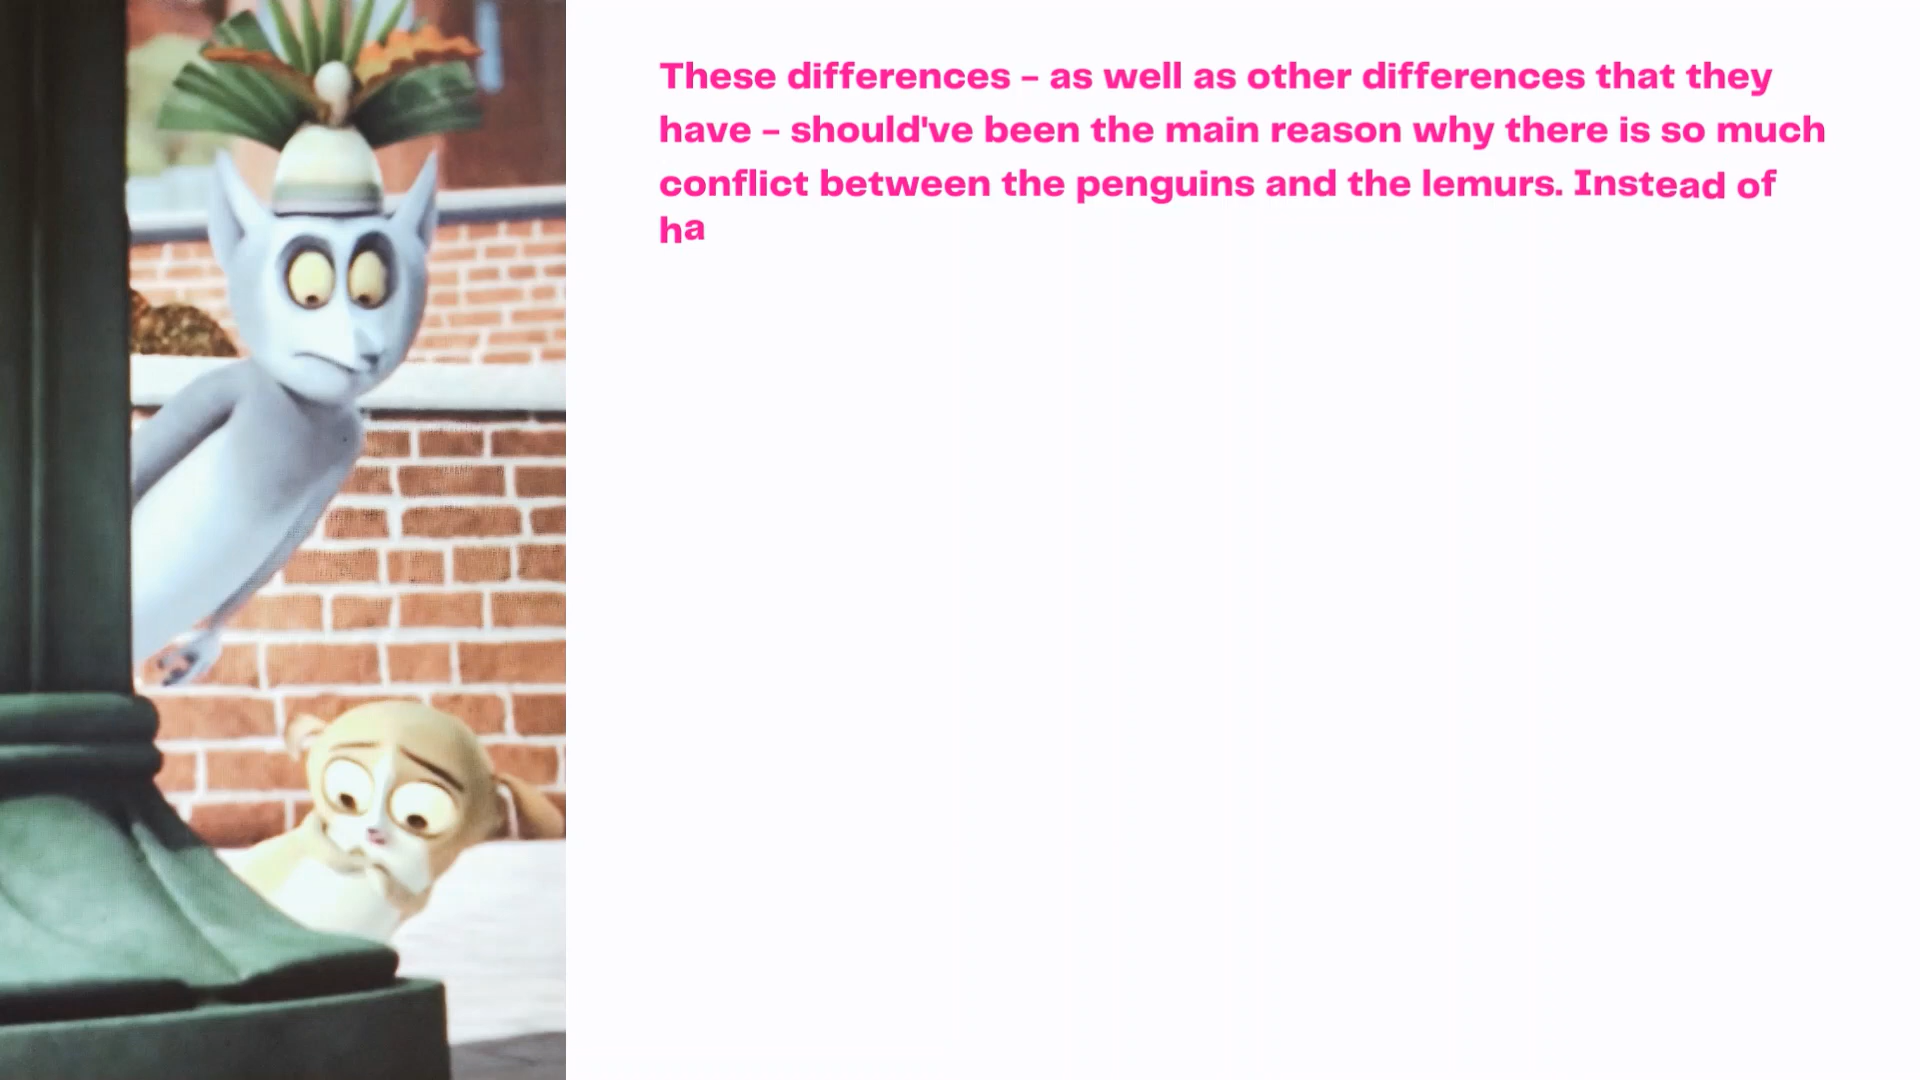 These differences – as well as other differences that they
have – should've been the main reason why there is so much
conflict between the penguins and the lemurs. Instead of
ha